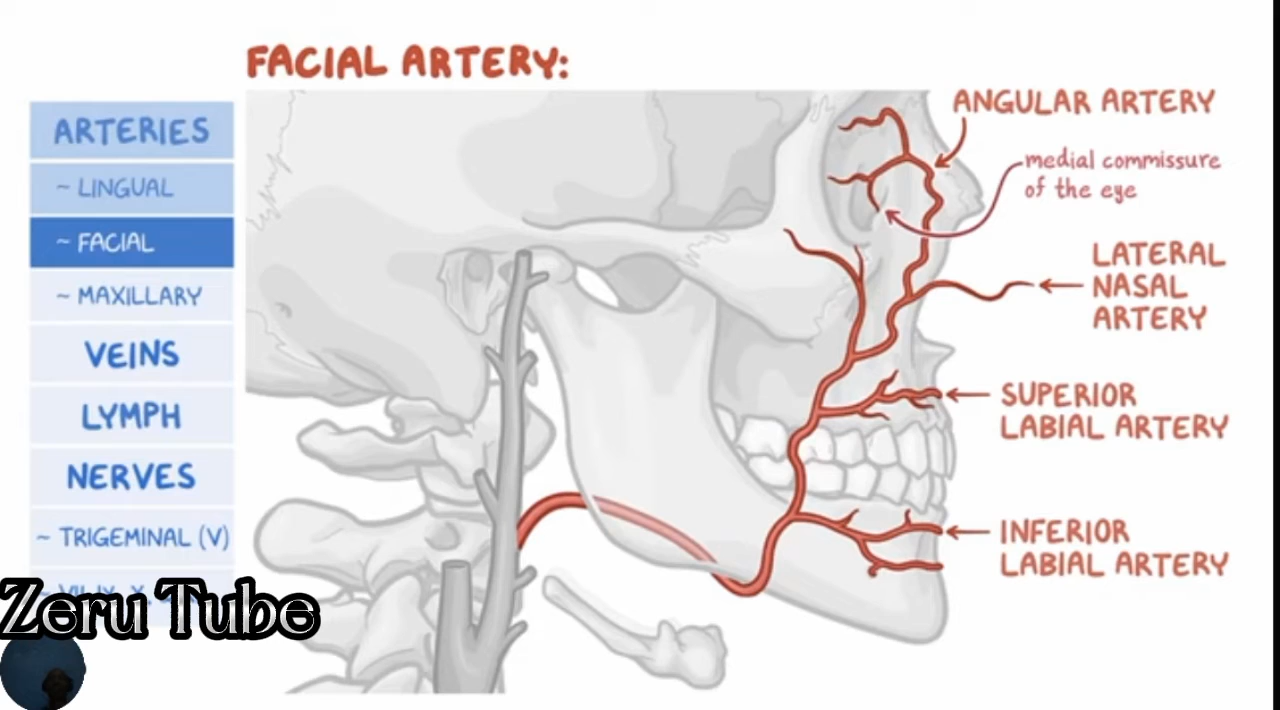 FACIAL ARTERY:
ARTERIES
~ LINGUAL
~ FACIAL
~ MAXILLARY
VEINS
LYMPH
NERVES
~ TRIGEMINAL (V)
Zeru Tube
ANGULAR ARTERY
medial commissure
of the eye
LATERAL
NASAL
ARTERY
SUPERIOR
LABIAL ARTERY
INFERIOR
LABIAL ARTERY